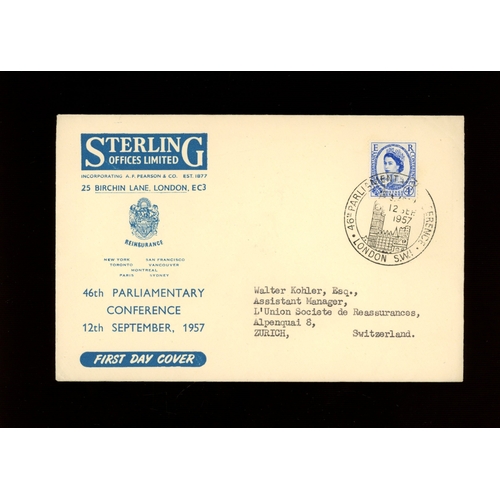 STERLING
OFFICES LIMITED
INCORPORATING A. F. PEARSON & CO. EST. 1877
25 BIRCHIN LANE, LONDON, EC3
REINSURANCE
NEW YORK SAN FRANCISCO
TORONTO VANCOUVER
MONTREAL
PARIS SYDNEY
46th PARLIAMENTARY
CONFERENCE
12th SEPTEMBER, 1957
FIRST DAY COVER
E R
46TH PARLIAMENT
12 SEP
1957
LONDON S.W.1
Walter Kohler, Esq.,
Assistant Manager,
L'Union Societe de Reassurances,
Alpenquai 8,
ZURICH, Switzerland.